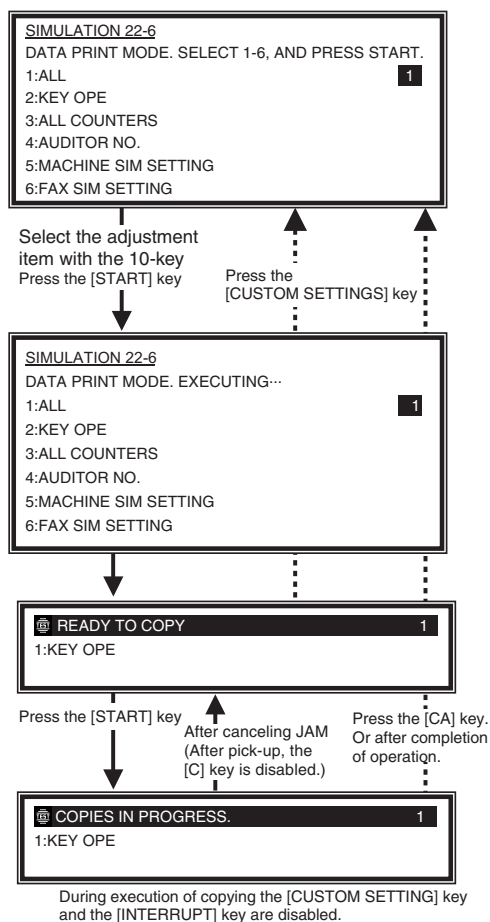 SIMULATION 22-6
DATA PRINT MODE. SELECT 1-6, AND PRESS START.
1:ALL 1
2:KEY OPE
3:ALL COUNTERS
4:AUDITOR NO.
5:MACHINE SIM SETTING
6:FAX SIM SETTING
Select the adjustment
item with the 10-key
Press the [START] key
Press the
[CUSTOM SETTINGS] key
SIMULATION 22-6
DATA PRINT MODE. EXECUTING···
1:ALL 1
2:KEY OPE
3:ALL COUNTERS
4:AUDITOR NO.
5:MACHINE SIM SETTING
6:FAX SIM SETTING
TEST READY TO COPY 1
1:KEY OPE
Press the [START] key
After canceling JAM
(After pick-up, the
[C] key is disabled.)
Press the [CA] key.
Or after completion
of operation.
TEST COPIES IN PROGRESS. 1
1:KEY OPE
During execution of copying the [CUSTOM SETTING] key
and the [INTERRUPT] key are disabled.